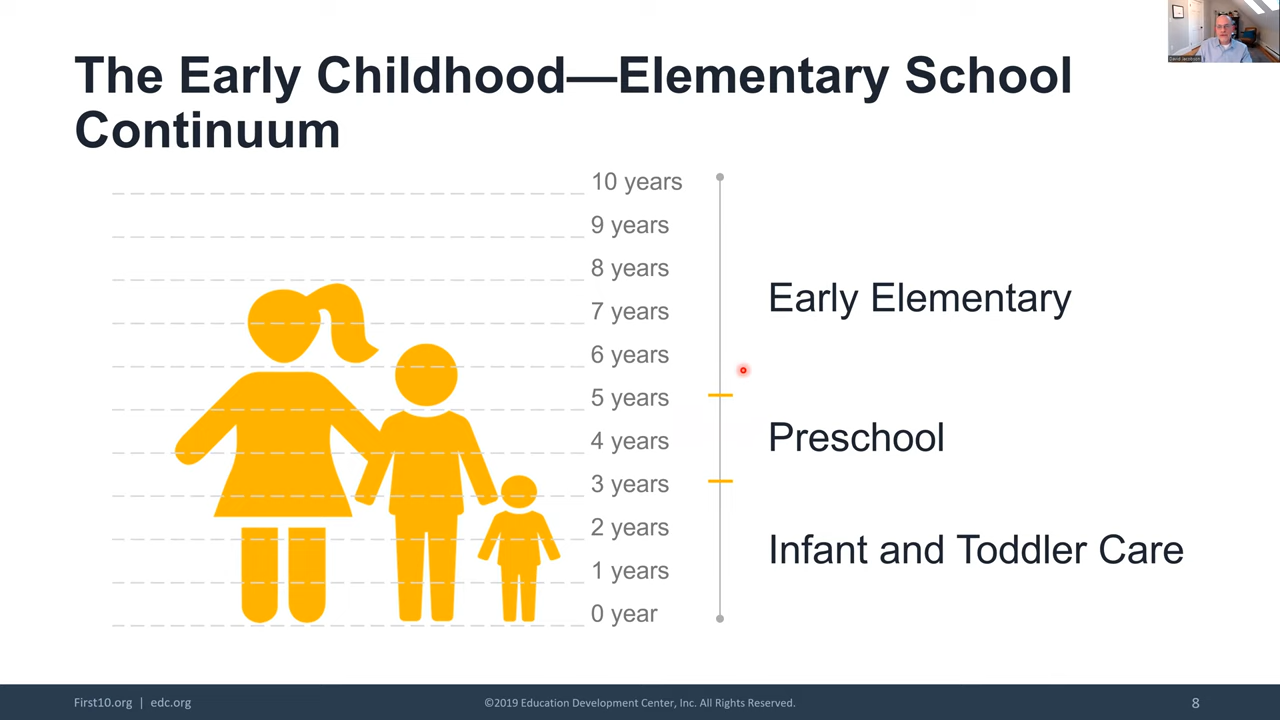 The Early Childhood—Elementary School
Continuum
10 years
9 years
8 years
7 years
6 years
5 years
4 years
3 years
2 years
1 years
0 year
Early Elementary
Preschool
Infant and Toddler Care
First10.org | edc.org
©2019 Education Development Center, Inc. All Rights Reserved.
8